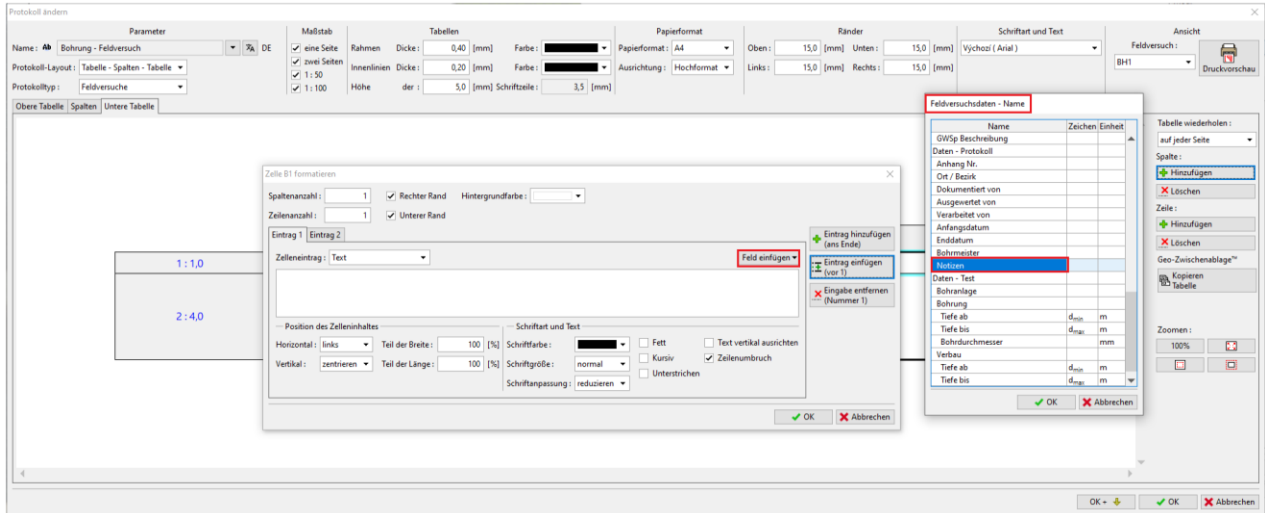 Protokoll ändern
Parameter Maßstab Tabellen Papierformat Ränder Schriftart und Text Ansicht
Name : Ab Bohrung - Feldversuch DE eine Seite Rahmen Dicke : 0,40 [mm] Farbe : Papierformat : A4 Oben : 15,0 [mm] Unten : 15,0 [mm] Výchozí ( Arial ) Feldversuch :
Protokoll-Layout : Tabelle - Spalten - Tabelle zwei Seiten Innenlinien Dicke : 0,20 [mm] Farbe : Ausrichtung : Hochformat Links : 15,0 [mm] Rechts : 15,0 [mm] BH1 Druckvorschau
1 : 50
Protokolltyp : Feldversuche 1 : 100 Höhe der : 5,0 [mm] Schriftzeile : 3,5 [mm]
Obere Tabelle Spalten Untere Tabelle
Zelle B1 formatieren
Spaltenanzahl : 1 Rechter Rand Hintergrundfarbe :
Zeilenanzahl : 1 Unterer Rand
Eintrag 1 Eintrag 2
Zelleneintrag : Text Feld einfügen
Eintrag hinzufügen
(ans Ende)
Eintrag einfügen
(vor 1)
Eingabe entfernen
(Nummer 1)
1 : 1,0
2 : 4,0
Position des Zelleninhaltes Schriftart und Text
Horizontal : links Teil der Breite : 100 [%] Schriftfarbe : Fett Text vertikal ausrichten
Vertikal : zentrieren Teil der Länge : 100 [%] Schriftgröße : normal Kursiv Zeilenumbruch
Unterstrichen
Schriftanpassung : reduzieren
OK Abbrechen
Feldversuchsdaten - Name
Name Zeichen Einheit
GWSp Beschreibung
Daten - Protokoll
Anhang Nr.
Ort / Bezirk
Dokumentiert von
Ausgewertet von
Verarbeitet von
Anfangsdatum
Enddatum
Bohrmeister
Notizen
Daten - Test
Bohranlage
Bohrung
Tiefe ab dmin m
Tiefe bis dmax m
Bohrdurchmesser mm
Verbau
Tiefe ab dmin m
Tiefe bis dmax m
OK Abbrechen
Tabelle wiederholen :
auf jeder Seite
Spalte :
Hinzufügen
Löschen
Zeile :
Hinzufügen
Löschen
Geo-Zwischenablage™
Kopieren
Tabelle
Zoomen :
100%
OK + OK Abbrechen